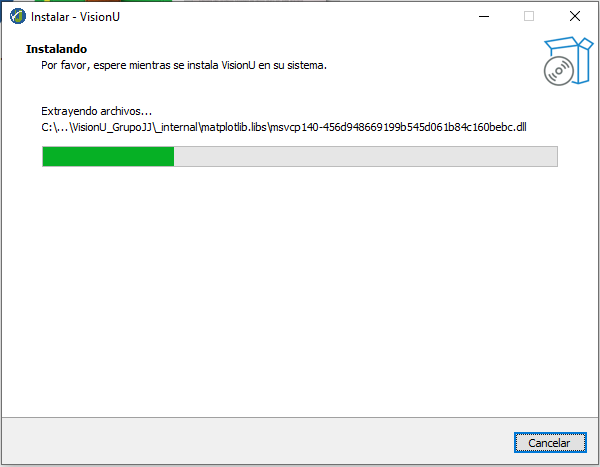 Instalar - VisionU
Instalando
Por favor, espere mientras se instala VisionU en su sistema.
Extrayendo archivos...
C:\...\VisionU_GrupoJJ\_internal\matplotlib.libs\msvcp140-456d948669199b545d061b84c160bebc.dll
Cancelar